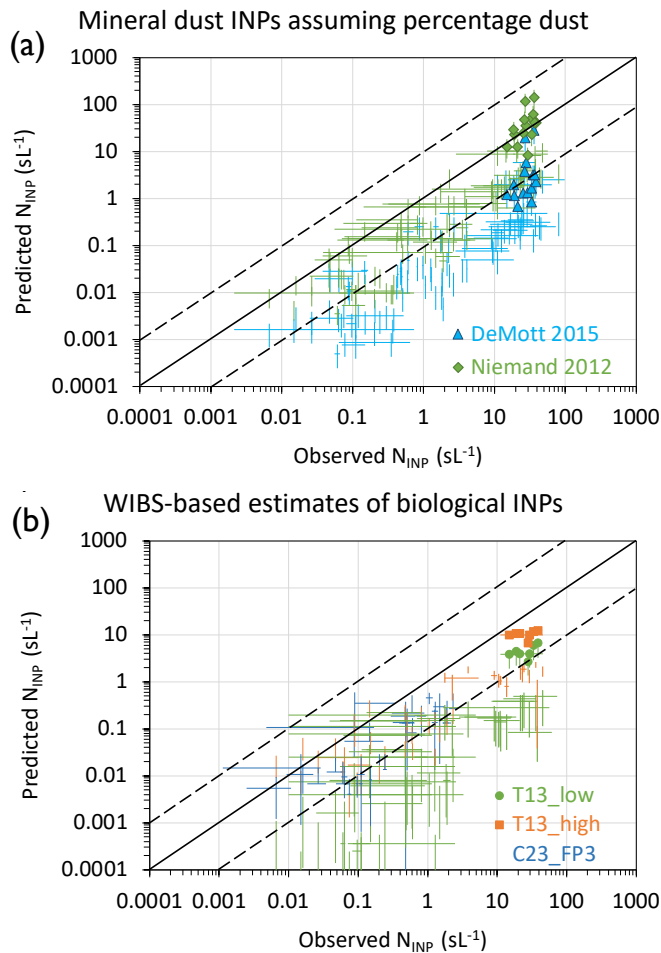 Mineral dust INPs assuming percentage dust
(a)
1000
100
10
1
0.1
0.01
0.001
0.0001
Predicted N_INP (sL⁻¹)
DeMott 2015
Niemand 2012
0.0001 0.001 0.01 0.1 1 10 100 1000
Observed N_INP (sL⁻¹)
WIBS-based estimates of biological INPs
(b)
1000
100
10
1
0.1
0.01
0.001
0.0001
Predicted N_INP (sL⁻¹)
T13_low
T13_high
C23_FP3
0.0001 0.001 0.01 0.1 1 10 100 1000
Observed N_INP (sL⁻¹)